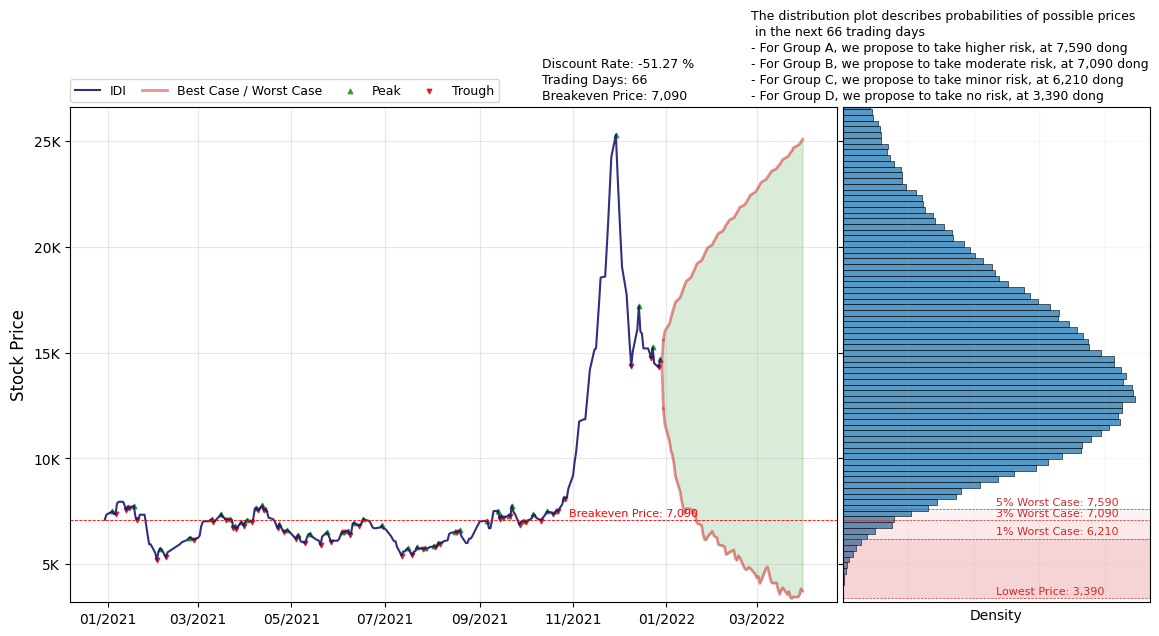 The distribution plot describes probabilities of possible prices
in the next 66 trading days
- For Group A, we propose to take higher risk, at 7,590 dong
- For Group B, we propose to take moderate risk, at 7,090 dong
- For Group C, we propose to take minor risk, at 6,210 dong
- For Group D, we propose to take no risk, at 3,390 dong
Discount Rate: -51.27 %
Trading Days: 66
Breakeven Price: 7,090
IDI Best Case / Worst Case Peak Trough
Stock Price
25K
20K
15K
10K
5K
Breakeven Price: 7,090
5% Worst Case: 7,590
3% Worst Case: 7,090
1% Worst Case: 6,210
Lowest Price: 3,390
01/2021 03/2021 05/2021 07/2021 09/2021 11/2021 01/2022 03/2022
Density